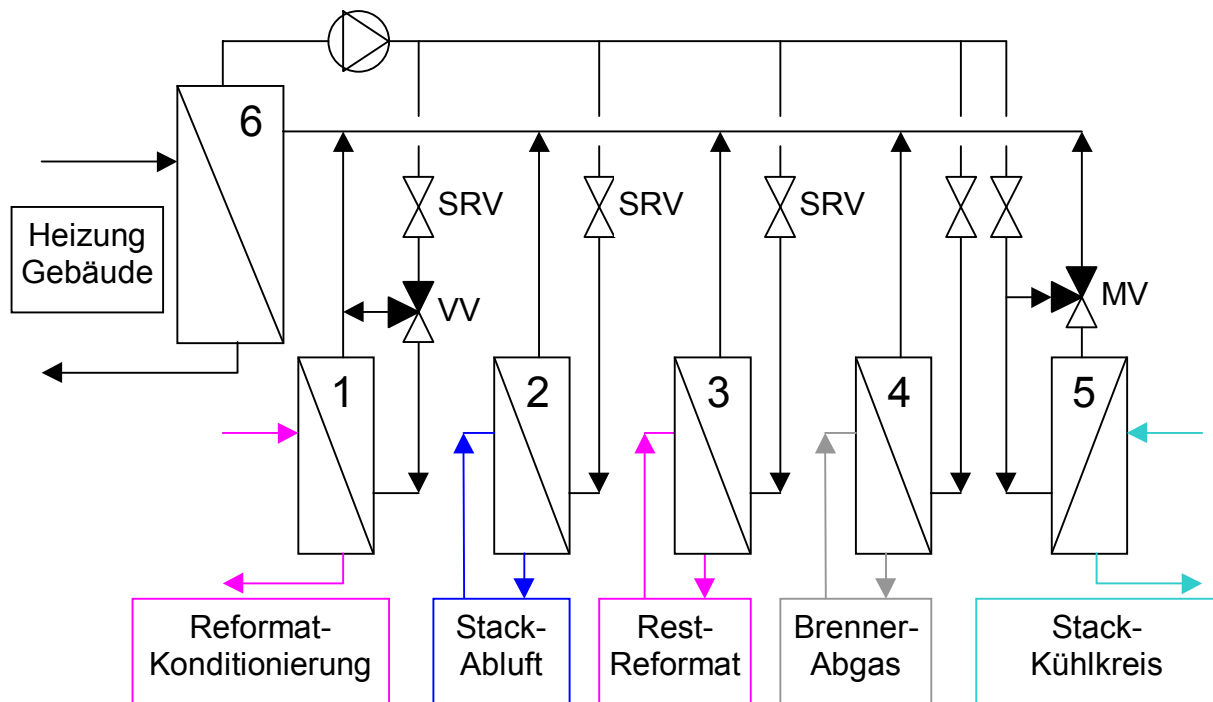 6
SRV
SRV
SRV
Heizung
Gebäude
VV
MV
1
2
3
4
5
Reformat-
Konditionierung
Stack-
Abluft
Rest-
Reformat
Brenner-
Abgas
Stack-
Kühlkreis